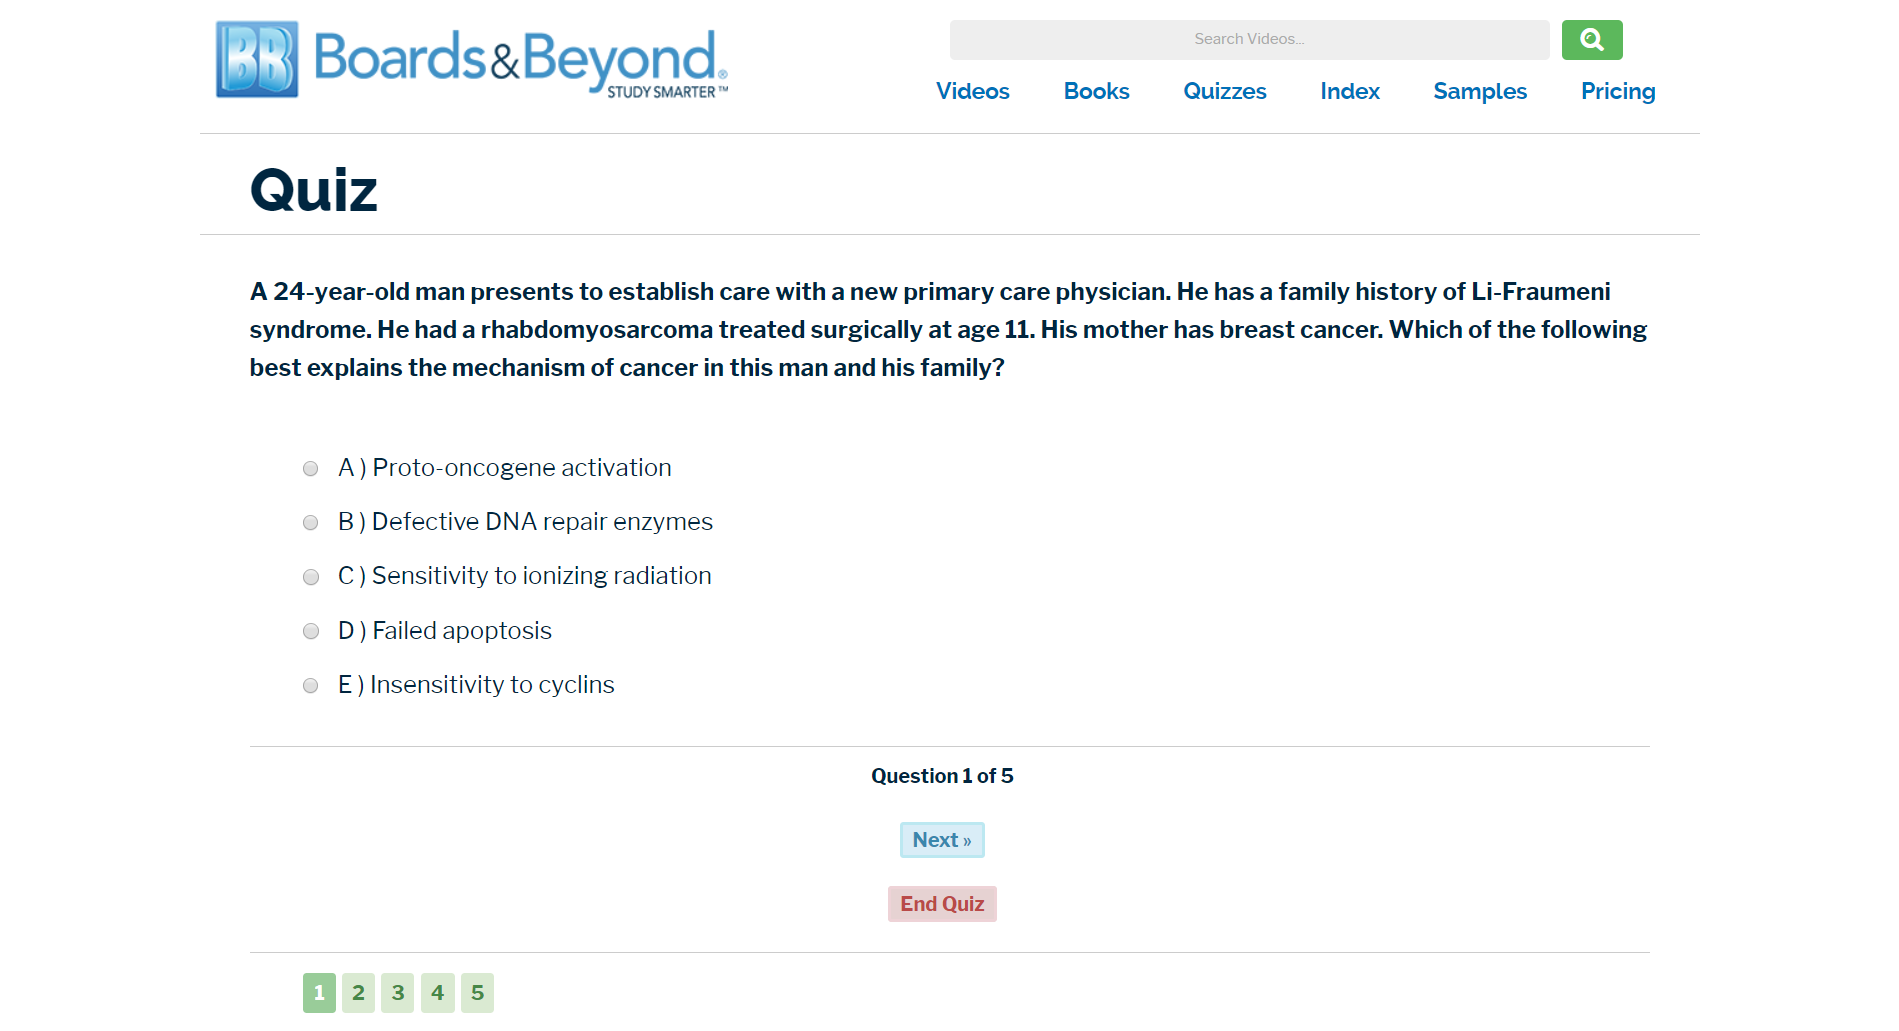 BB Boards&Beyond®
STUDY SMARTER™
Search Videos...
Videos Books Quizzes Index Samples Pricing
Quiz
A 24-year-old man presents to establish care with a new primary care physician. He has a family history of Li-Fraumeni
syndrome. He had a rhabdomyosarcoma treated surgically at age 11. His mother has breast cancer. Which of the following
best explains the mechanism of cancer in this man and his family?
A ) Proto-oncogene activation
B ) Defective DNA repair enzymes
C ) Sensitivity to ionizing radiation
D ) Failed apoptosis
E ) Insensitivity to cyclins
Question 1 of 5
Next »
End Quiz
1 2 3 4 5